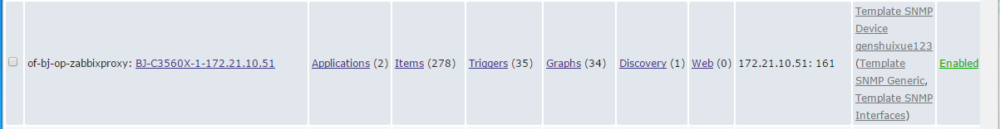 of-bj-op-zabbixproxy: BJ-C3560X-1-172.21.10.51 Applications (2) Items (278) Triggers (35) Graphs (34) Discovery (1) Web (0) 172.21.10.51: 161
Template SNMP
Device
genshuixue123
(Template
SNMP Generic,
Template SNMP
Interfaces)
Enabled